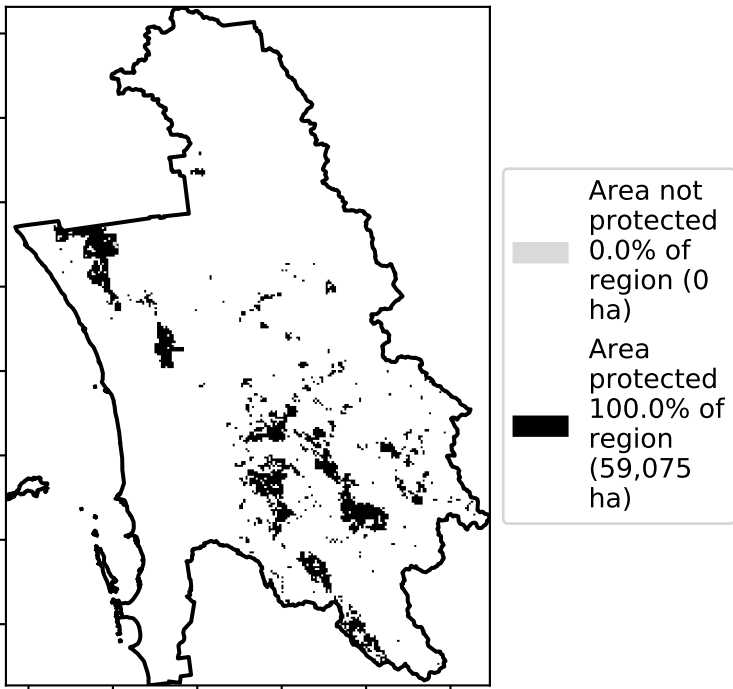 Area not
protected
0.0% of
region (0
ha)
Area
protected
100.0% of
region
(59,075
ha)